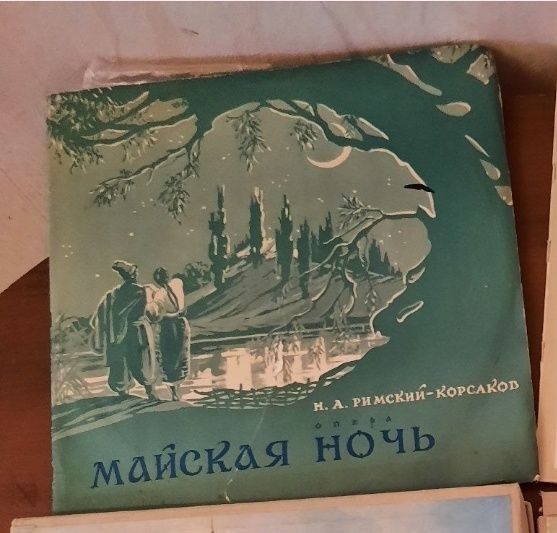 Н. А. РИМСКИЙ-КОРСАКОВ
ОПЕРА
МАЙСКАЯ НОЧЬ